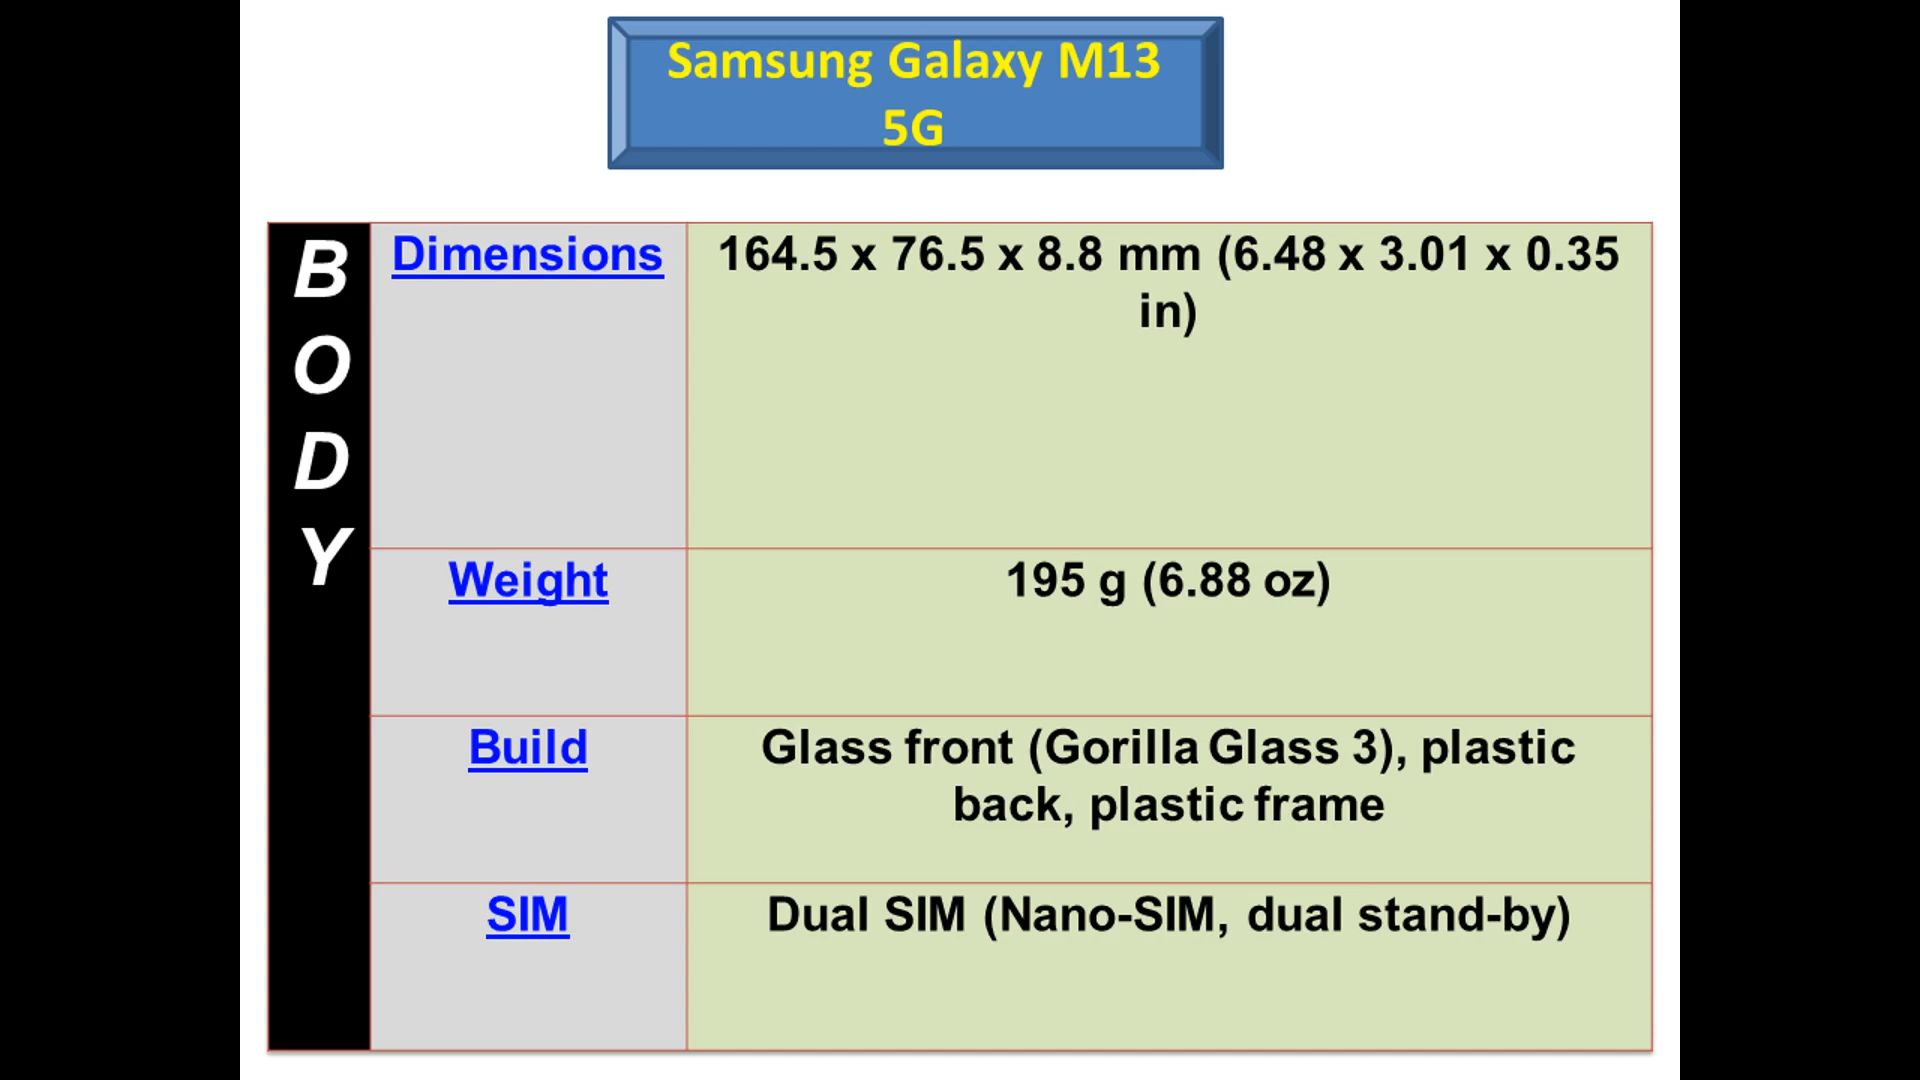 Samsung Galaxy M13
5G
B
O
D
Y
Dimensions
164.5 x 76.5 x 8.8 mm (6.48 x 3.01 x 0.35
in)
Weight
195 g (6.88 oz)
Build
Glass front (Gorilla Glass 3), plastic
back, plastic frame
SIM
Dual SIM (Nano-SIM, dual stand-by)